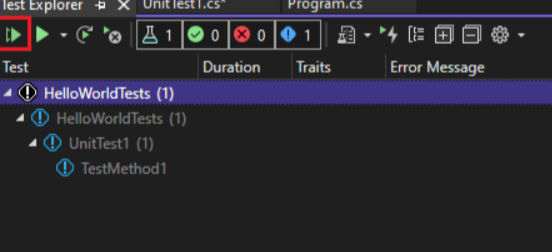 Test Explorer UnitTest1.cs* Program.cs
1 0 0 1
Test Duration Traits Error Message
HelloWorldTests (1)
HelloWorldTests (1)
UnitTest1 (1)
TestMethod1